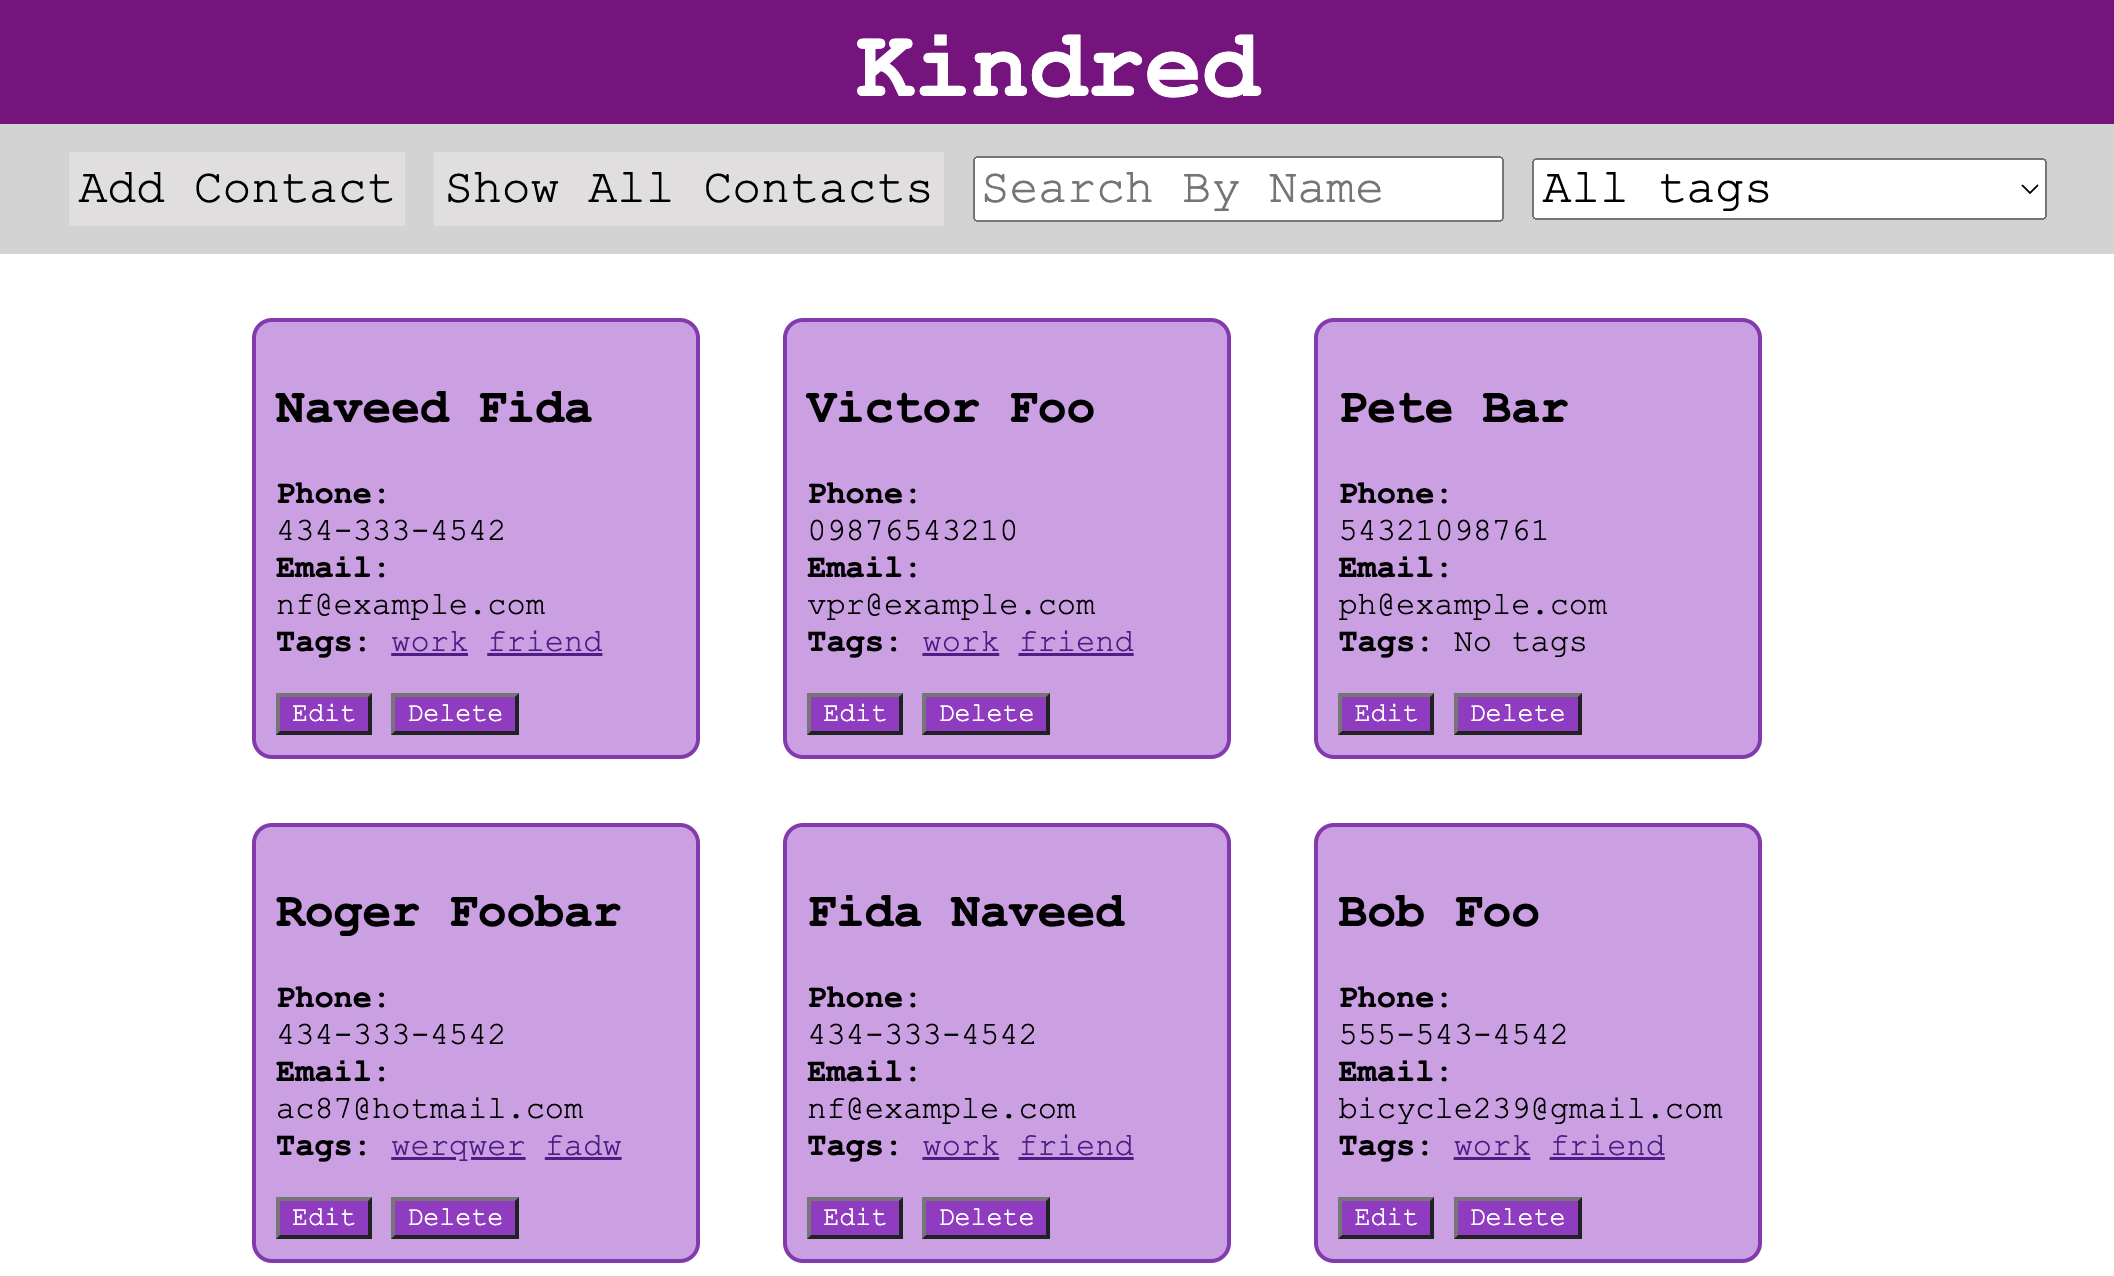 Kindred
Add Contact Show All Contacts Search By Name All tags
Naveed Fida
Phone:
434-333-4542
Email:
nf@example.com
Tags: work friend
Edit Delete
Victor Foo
Phone:
09876543210
Email:
vpr@example.com
Tags: work friend
Edit Delete
Pete Bar
Phone:
54321098761
Email:
ph@example.com
Tags: No tags
Edit Delete
Roger Foobar
Phone:
434-333-4542
Email:
ac87@hotmail.com
Tags: werqwer fadw
Edit Delete
Fida Naveed
Phone:
434-333-4542
Email:
nf@example.com
Tags: work friend
Edit Delete
Bob Foo
Phone:
555-543-4542
Email:
bicycle239@gmail.com
Tags: work friend
Edit Delete